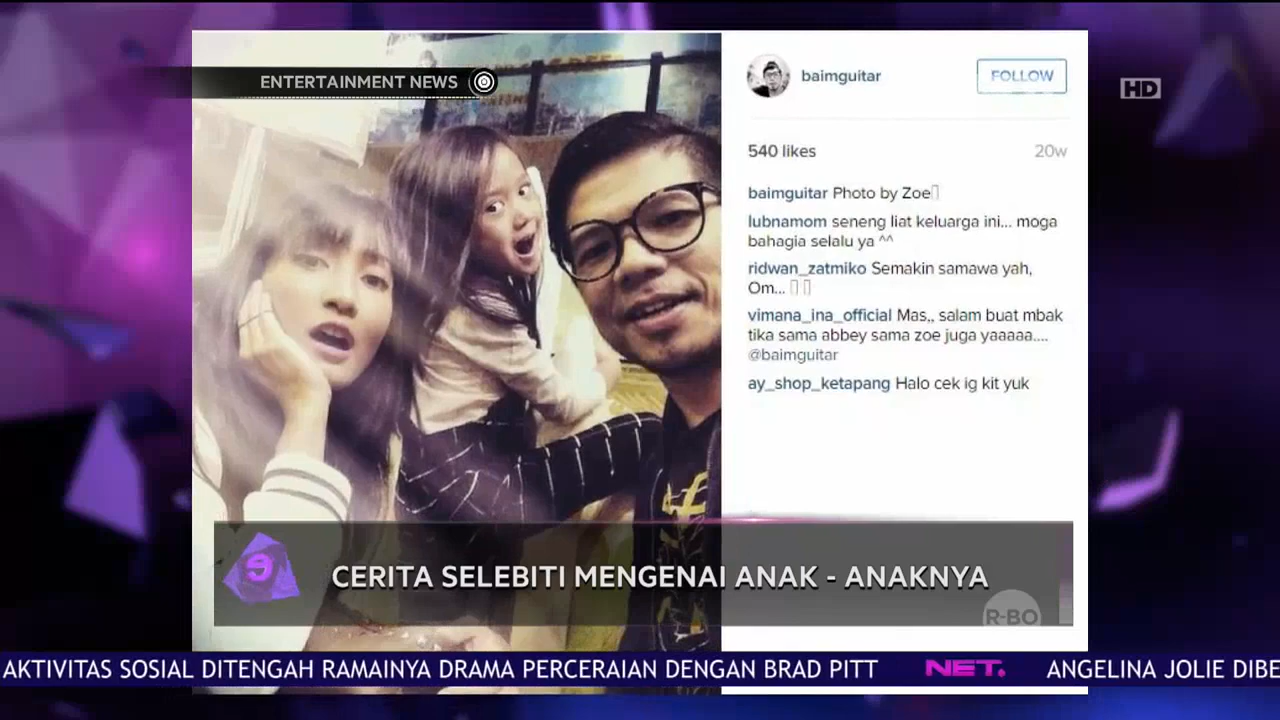 ENTERTAINMENT NEWS
HD
baimguitar
FOLLOW
540 likes
20w
baimguitar Photo by Zoe
lubnamom seneng liat keluarga ini... moga
bahagia selalu ya ^^
ridwan_zatmiko Semakin samawa yah,
Om...
vimana_ina_official Mas,, salam buat mbak
tika sama abbey sama zoe juga yaaaaa....
@baimguitar
ay_shop_ketapang Halo cek ig kit yuk
CERITA SELEBITI MENGENAI ANAK - ANAKNYA
R-BO
AKTIVITAS SOSIAL DITENGAH RAMAINYA DRAMA PERCERAIAN DENGAN BRAD PITT NET. ANGELINA JOLIE DIBE